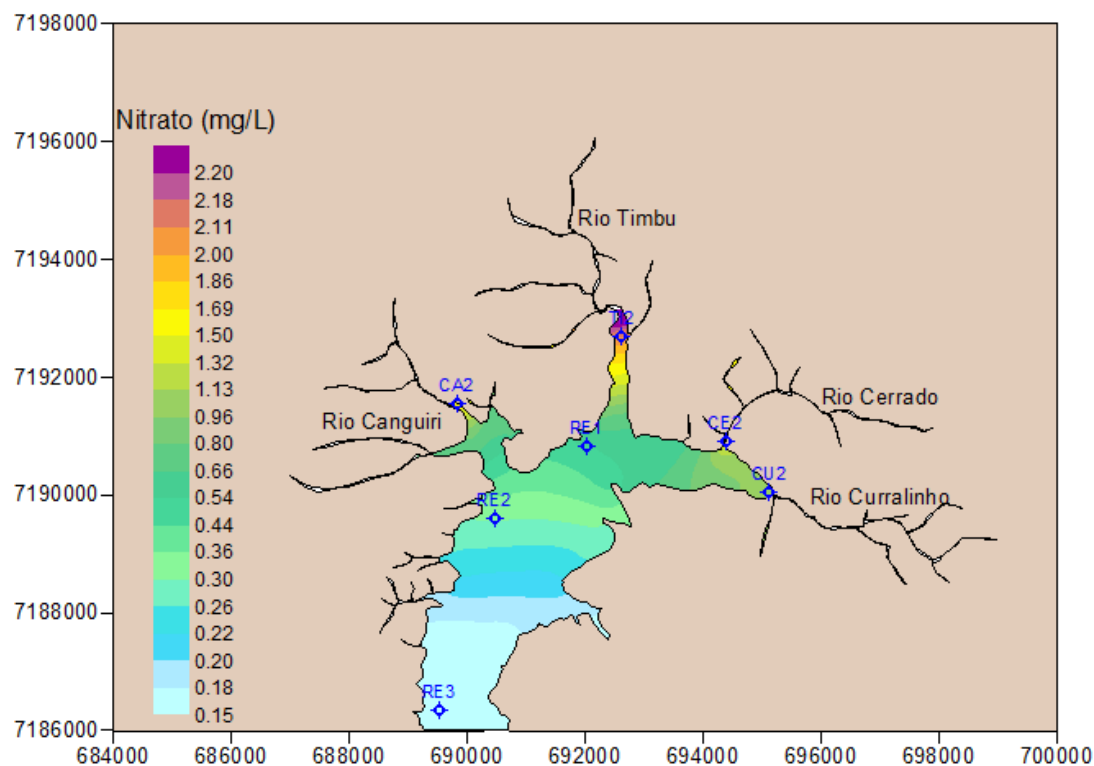 7198000
Nitrato (mg/L)
7196000
2.20
2.18
2.11
2.00
1.86
1.69
1.50
1.32
1.13
0.96
0.80
0.66
0.54
0.44
0.36
0.30
0.26
0.22
0.20
0.18
0.15
7194000
7192000
7190000
7188000
7186000
Rio Timbu
TI2
CA2
Rio Canguiri
RE1
CE2
Rio Cerrado
CU2
Rio Curralinho
RE2
RE3
684000 686000 688000 690000 692000 694000 696000 698000 700000